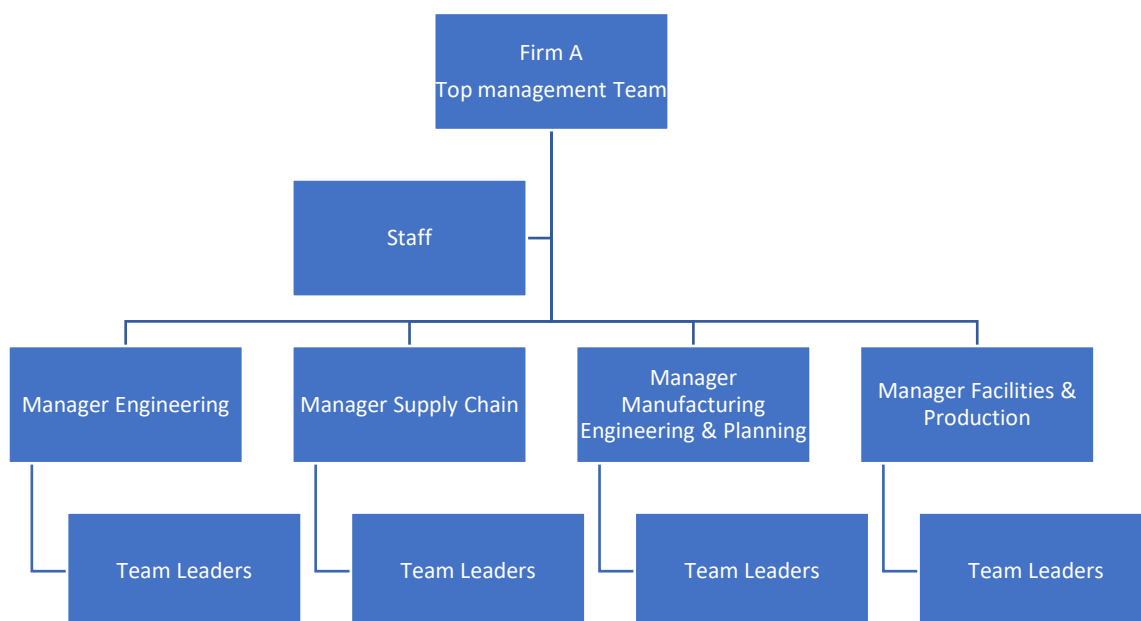 Firm A
Top management Team
Staff
Manager Engineering
Manager Supply Chain
Manager
Manufacturing
Engineering & Planning
Manager Facilities &
Production
Team Leaders
Team Leaders
Team Leaders
Team Leaders